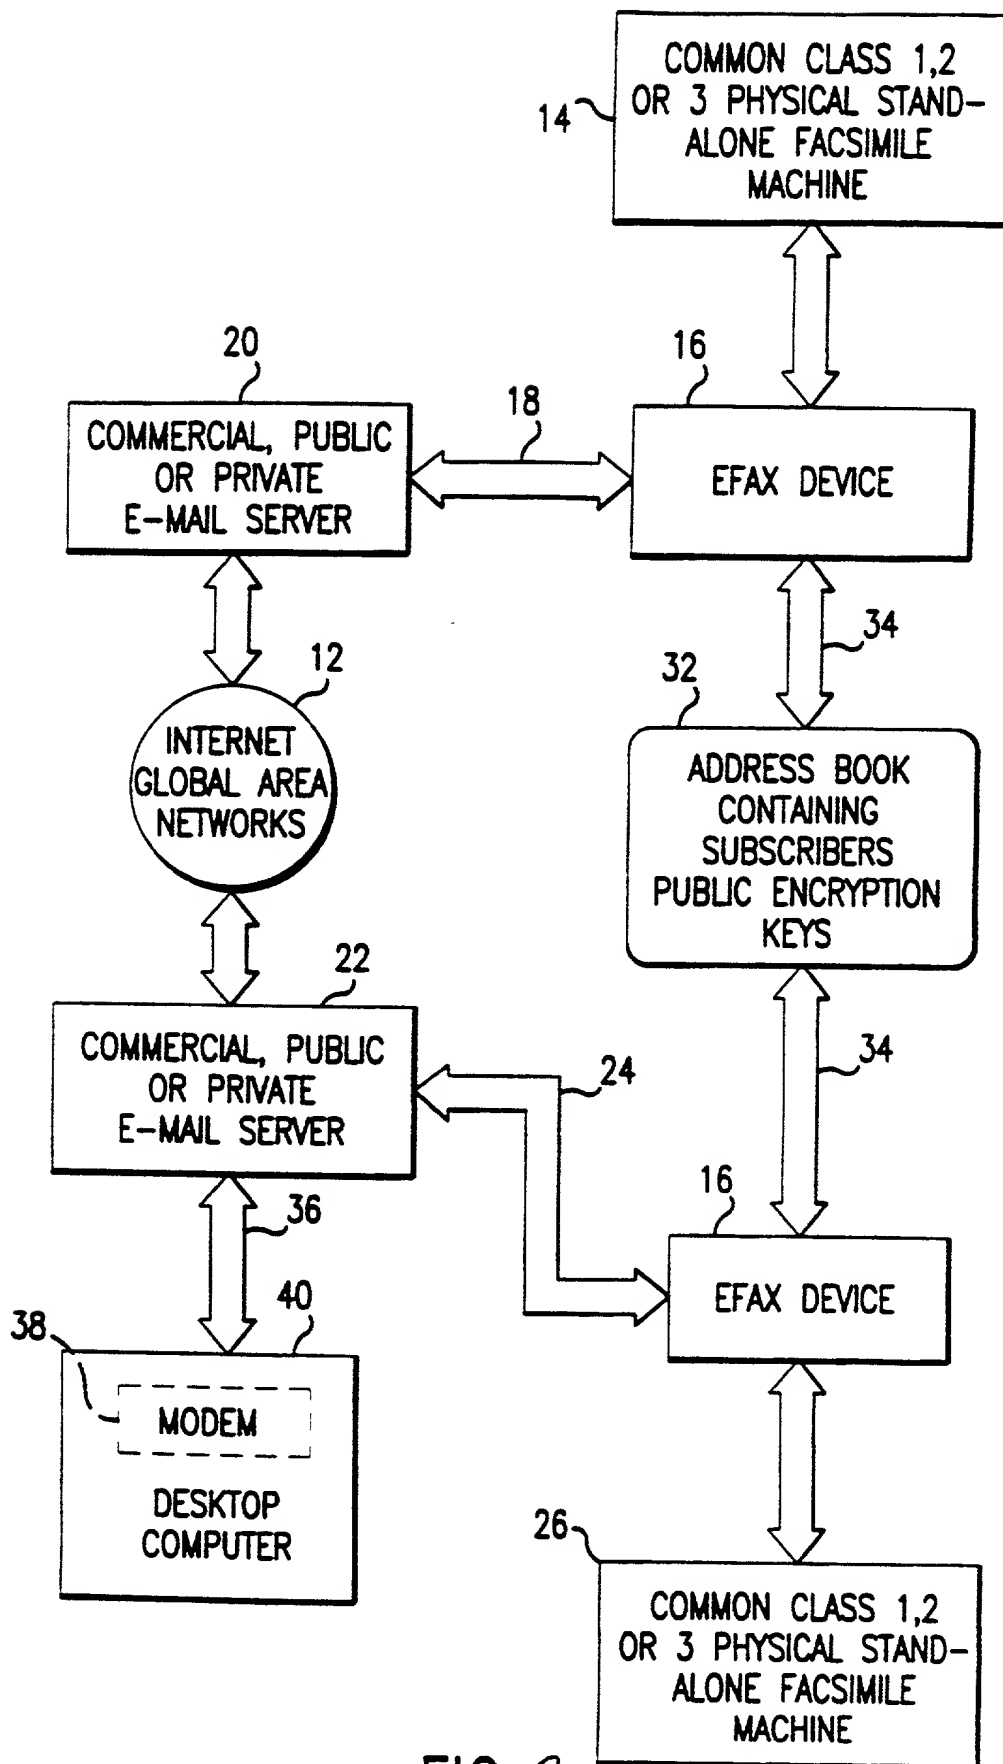 COMMON CLASS 1,2
OR 3 PHYSICAL STAND-
ALONE FACSIMILE
MACHINE
14
20
16
18
COMMERCIAL, PUBLIC
OR PRIVATE
E-MAIL SERVER
EFAX DEVICE
34
12
32
INTERNET
GLOBAL AREA
NETWORKS
ADDRESS BOOK
CONTAINING
SUBSCRIBERS
PUBLIC ENCRYPTION
KEYS
22
COMMERCIAL, PUBLIC
OR PRIVATE
E-MAIL SERVER
24
34
16
36
EFAX DEVICE
38
40
MODEM
DESKTOP
COMPUTER
26
COMMON CLASS 1,2
OR 3 PHYSICAL STAND-
ALONE FACSIMILE
MACHINE